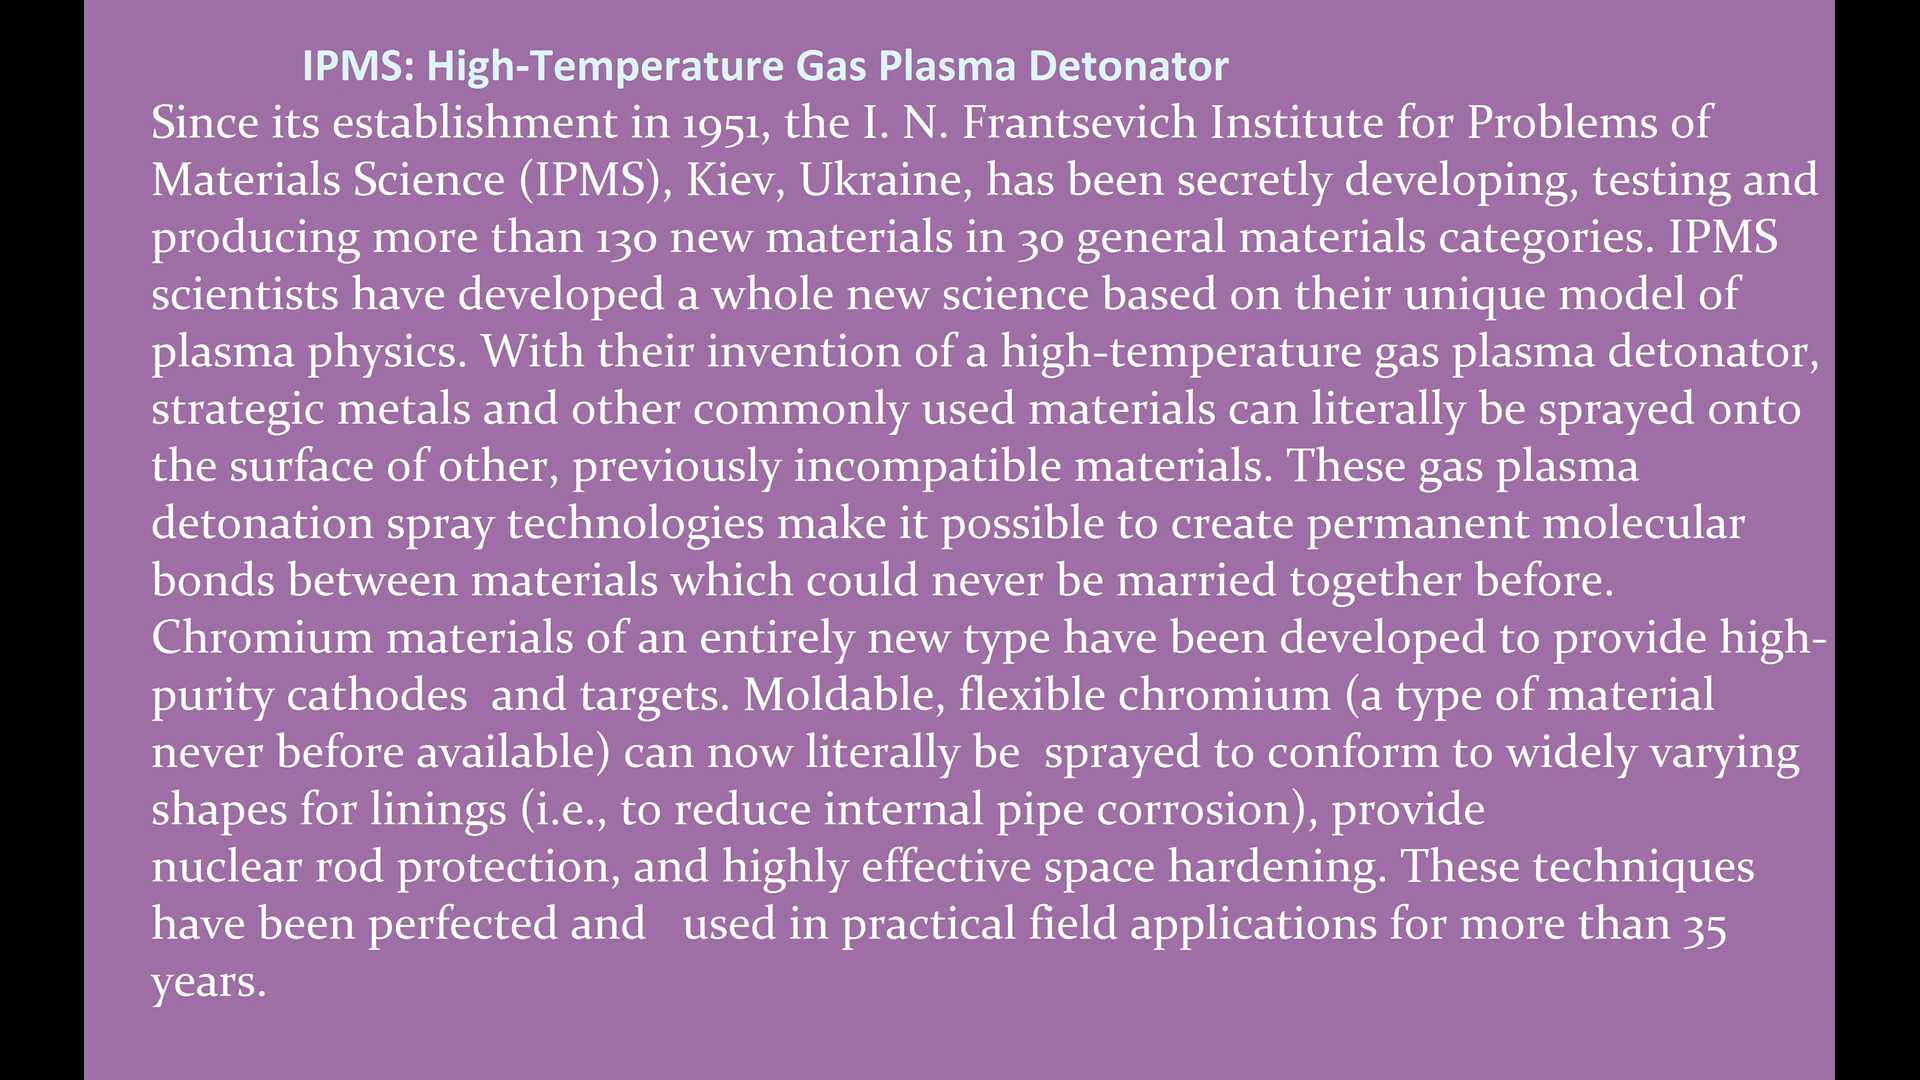 IPMS: High-Temperature Gas Plasma Detonator
Since its establishment in 1951, the I. N. Frantsevich Institute for Problems of
Materials Science (IPMS), Kiev, Ukraine, has been secretly developing, testing and
producing more than 130 new materials in 30 general materials categories. IPMS
scientists have developed a whole new science based on their unique model of
plasma physics. With their invention of a high-temperature gas plasma detonator,
strategic metals and other commonly used materials can literally be sprayed onto
the surface of other, previously incompatible materials. These gas plasma
detonation spray technologies make it possible to create permanent molecular
bonds between materials which could never be married together before.
Chromium materials of an entirely new type have been developed to provide high-
purity cathodes  and targets. Moldable, flexible chromium (a type of material
never before available) can now literally be  sprayed to conform to widely varying
shapes for linings (i.e., to reduce internal pipe corrosion), provide
nuclear rod protection, and highly effective space hardening. These techniques
have been perfected and   used in practical field applications for more than 35
years.